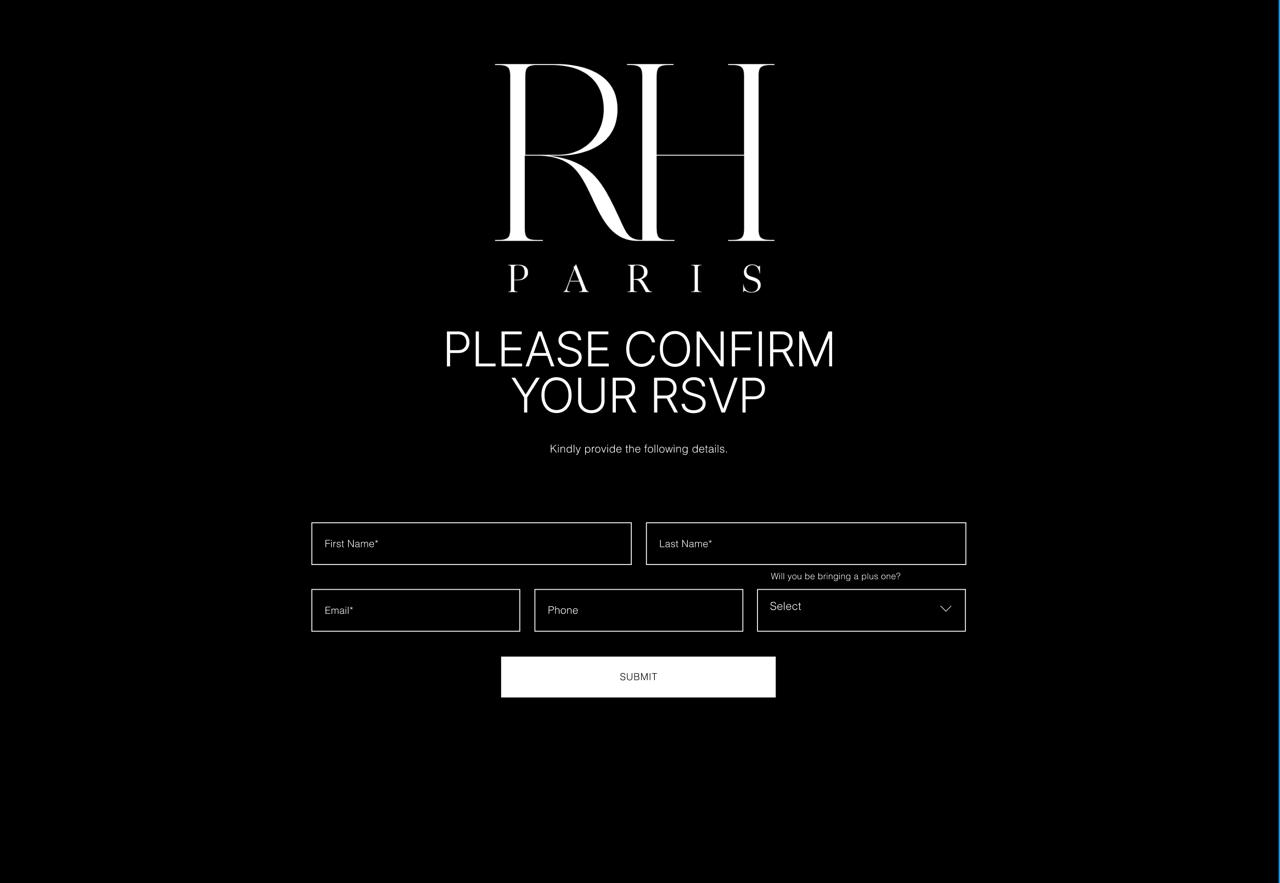 RH
PARIS
PLEASE CONFIRM
YOUR RSVP
Kindly provide the following details.
First Name*
Last Name*
Will you be bringing a plus one?
Email*
Phone
Select
SUBMIT